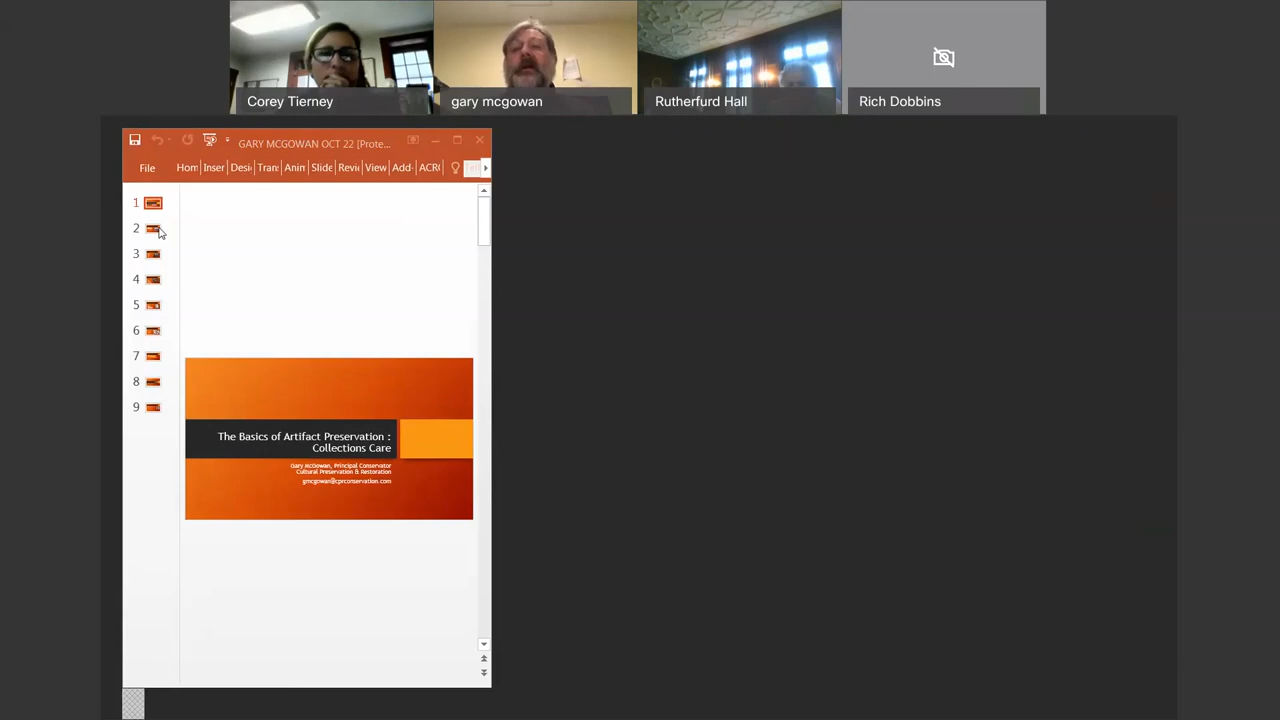 Corey Tierney
gary mcgowan
Rutherfurd Hall
Rich Dobbins
GARY MCGOWAN OCT 22 [Prote...
File Hom Inser Desi Tran Anin Slide Revi View Add- ACR
1
2
3
4
5
6
7
8
9
The Basics of Artifact Preservation :
Collections Care
Gary McGowan, Principal Conservator
Cultural Preservation & Restoration
gmcgowan@cprconservation.com